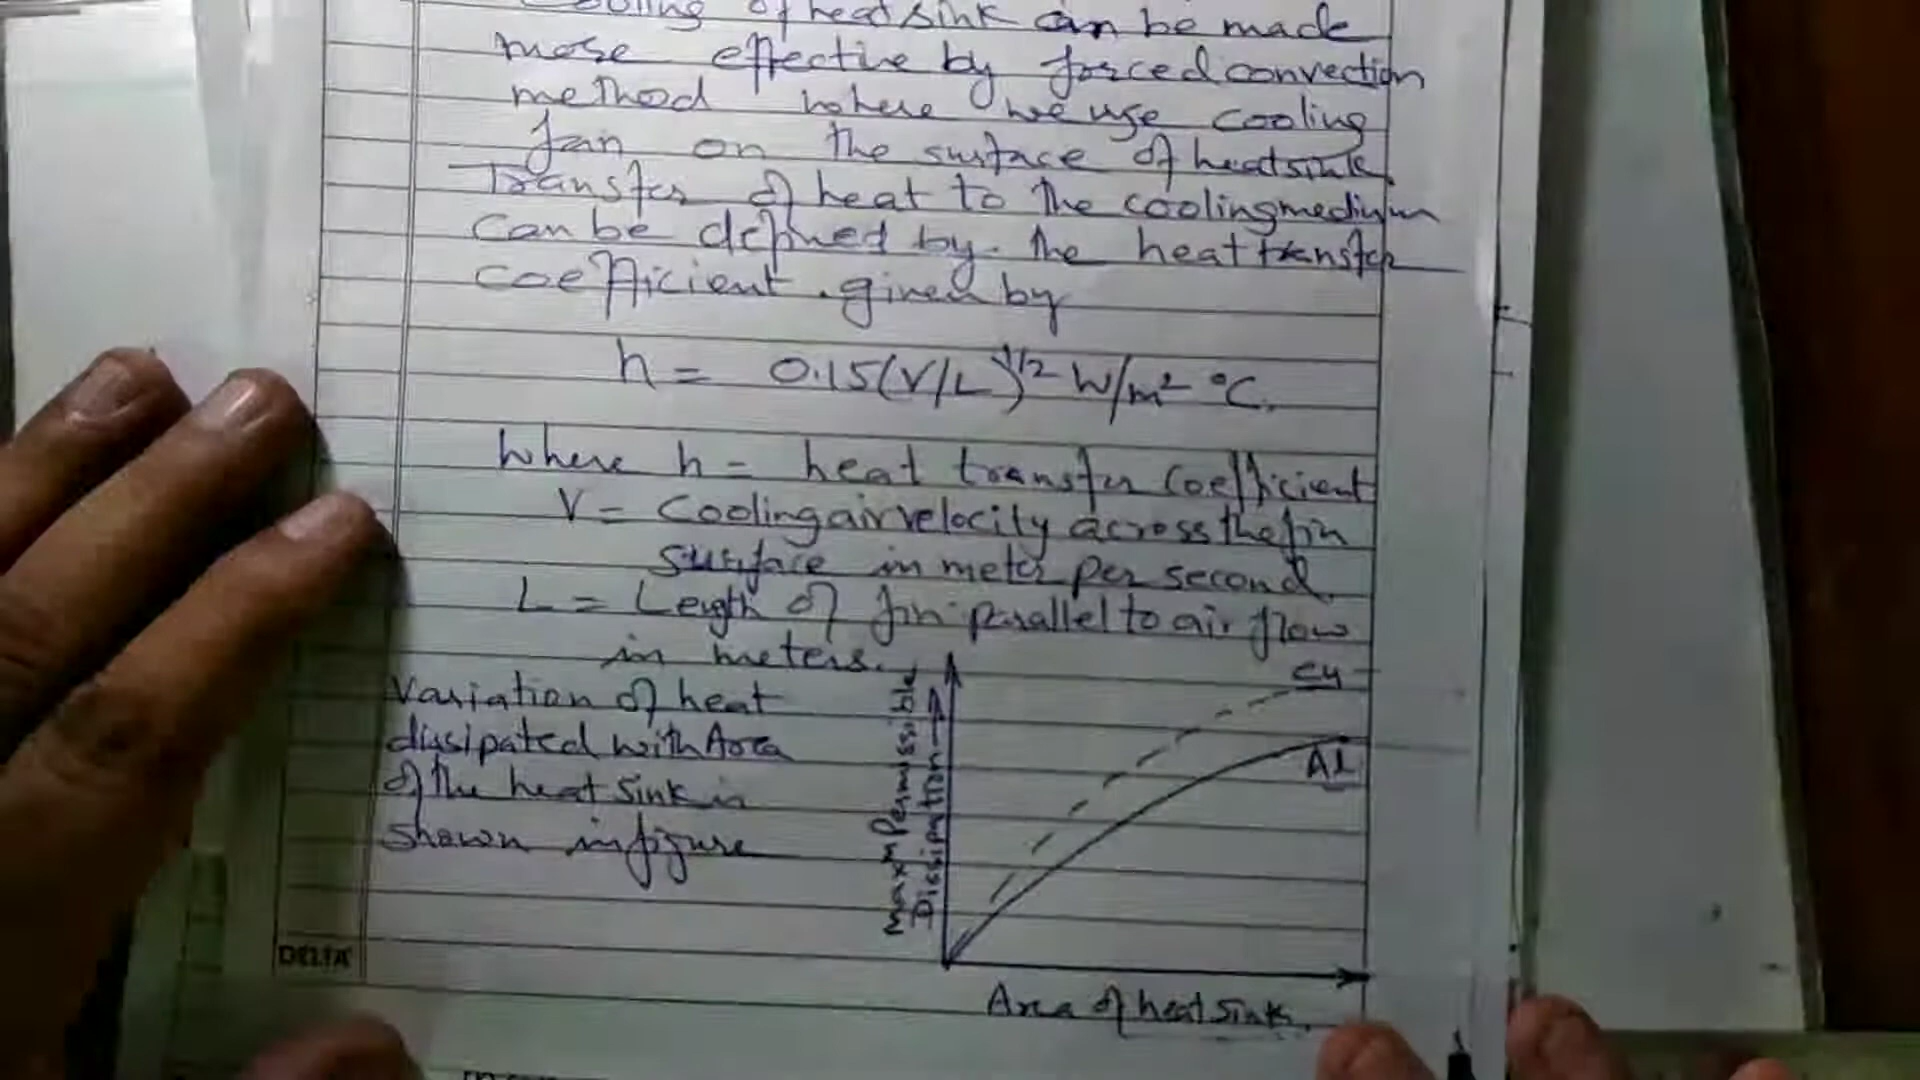 Cooling of heat sink can be made
more effective by forced convection
method where we use cooling
fan on the surface of heat sink.
Transfer of heat to the cooling medium
can be defined by the heat transfer
coefficient given by
h = 0.15(V/L)^1/2 W/m² °C.
where h = heat transfer coefficient
V = Cooling air velocity across the fin
surface in meter per second.
L = Length of fin parallel to air flow
in meters.
Variation of heat
dissipated with Area
of the heat sink is
shown in figure
Maxm Permissible
Dissipation
Cu
Al
Area of heat sink.
DELTA